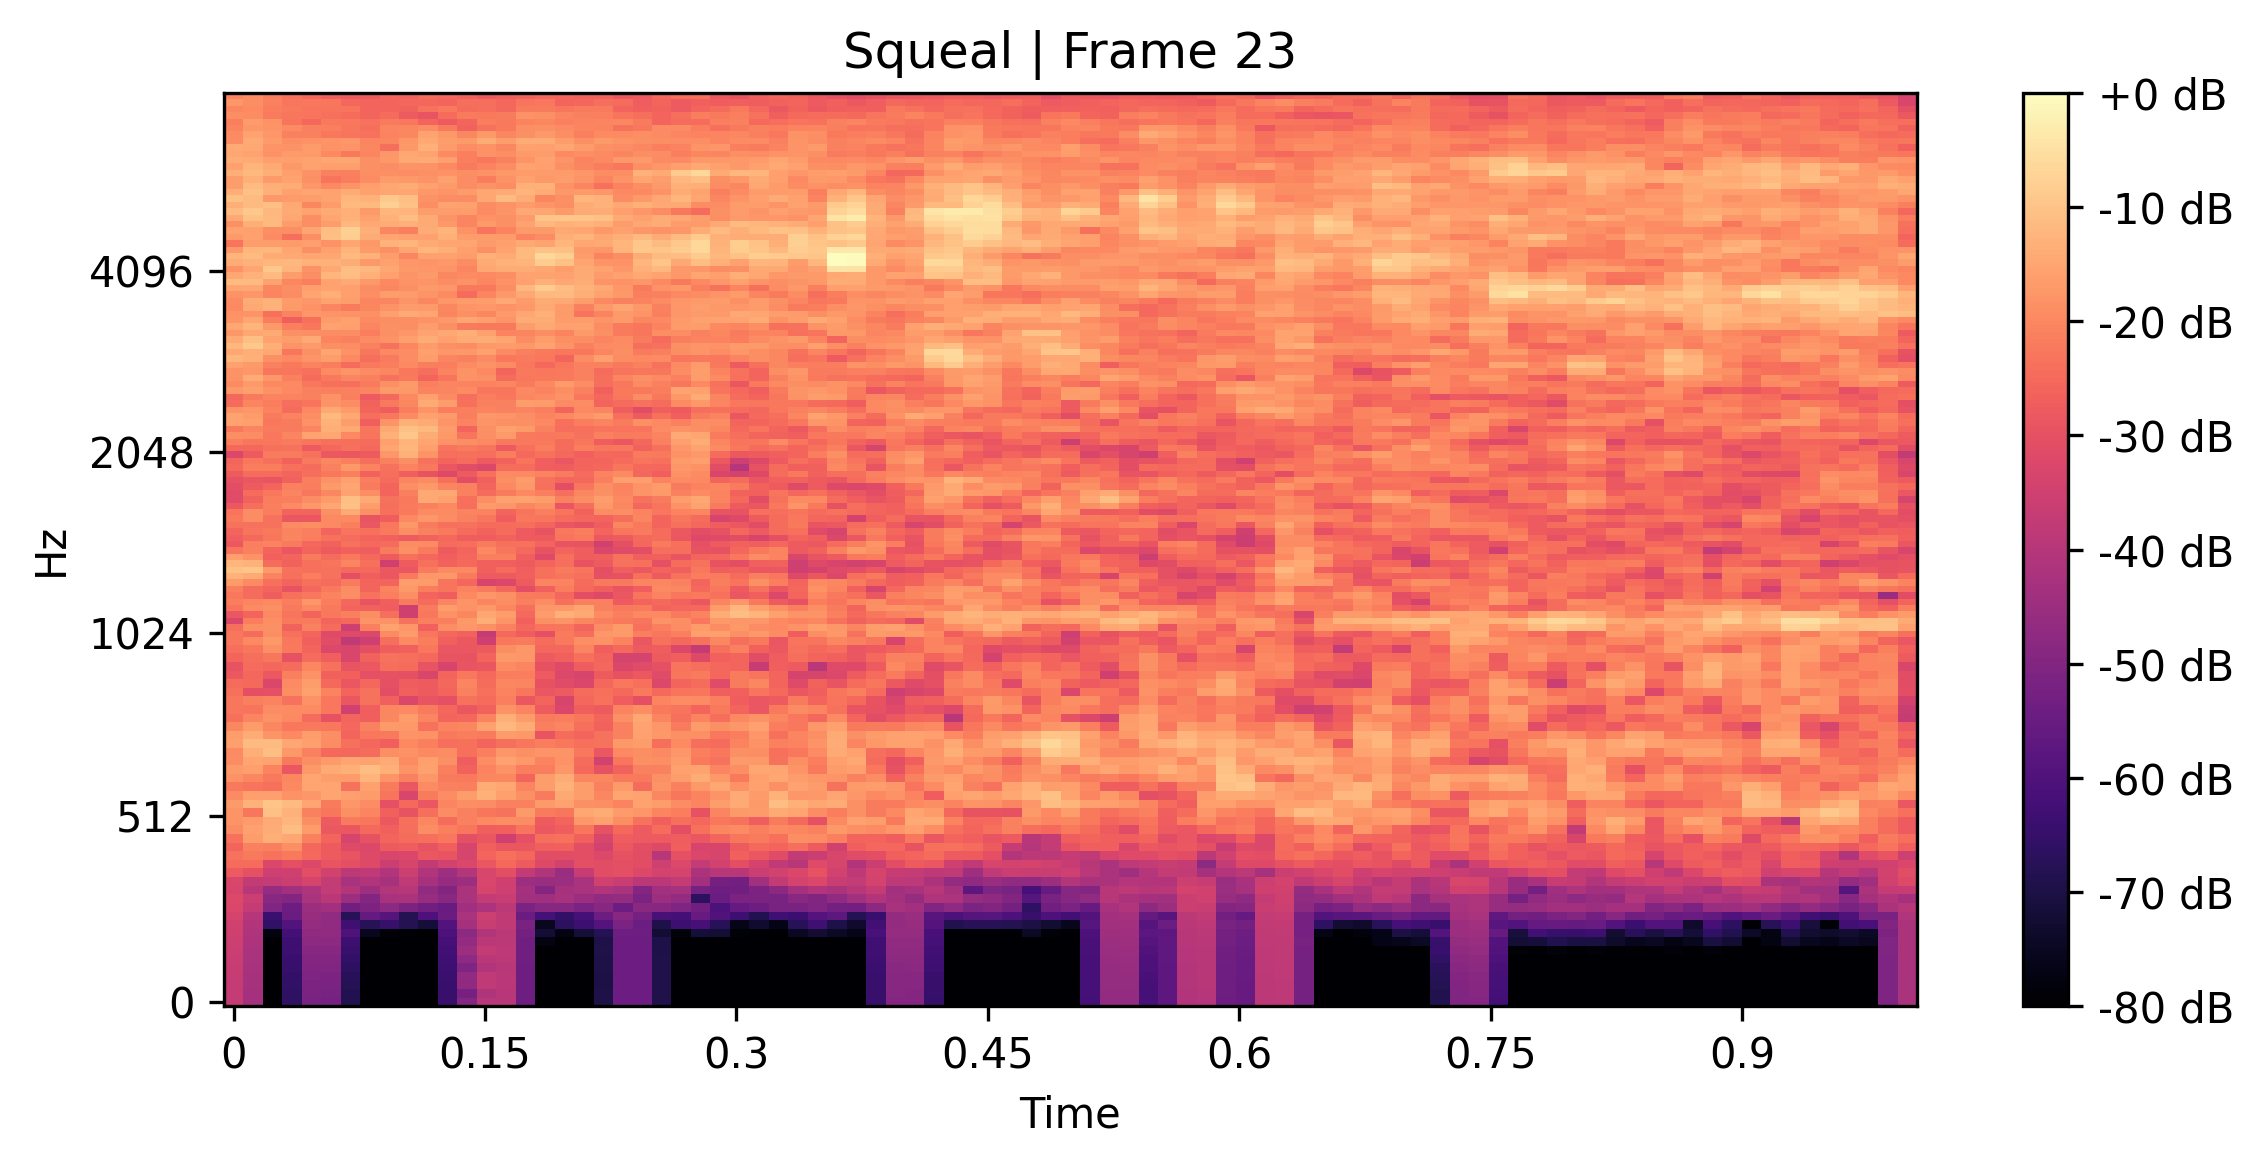 Squeal | Frame 23
+0 dB
-10 dB
-20 dB
-30 dB
-40 dB
-50 dB
-60 dB
-70 dB
-80 dB
Hz
4096
2048
1024
512
0
0 0.15 0.3 0.45 0.6 0.75 0.9
Time